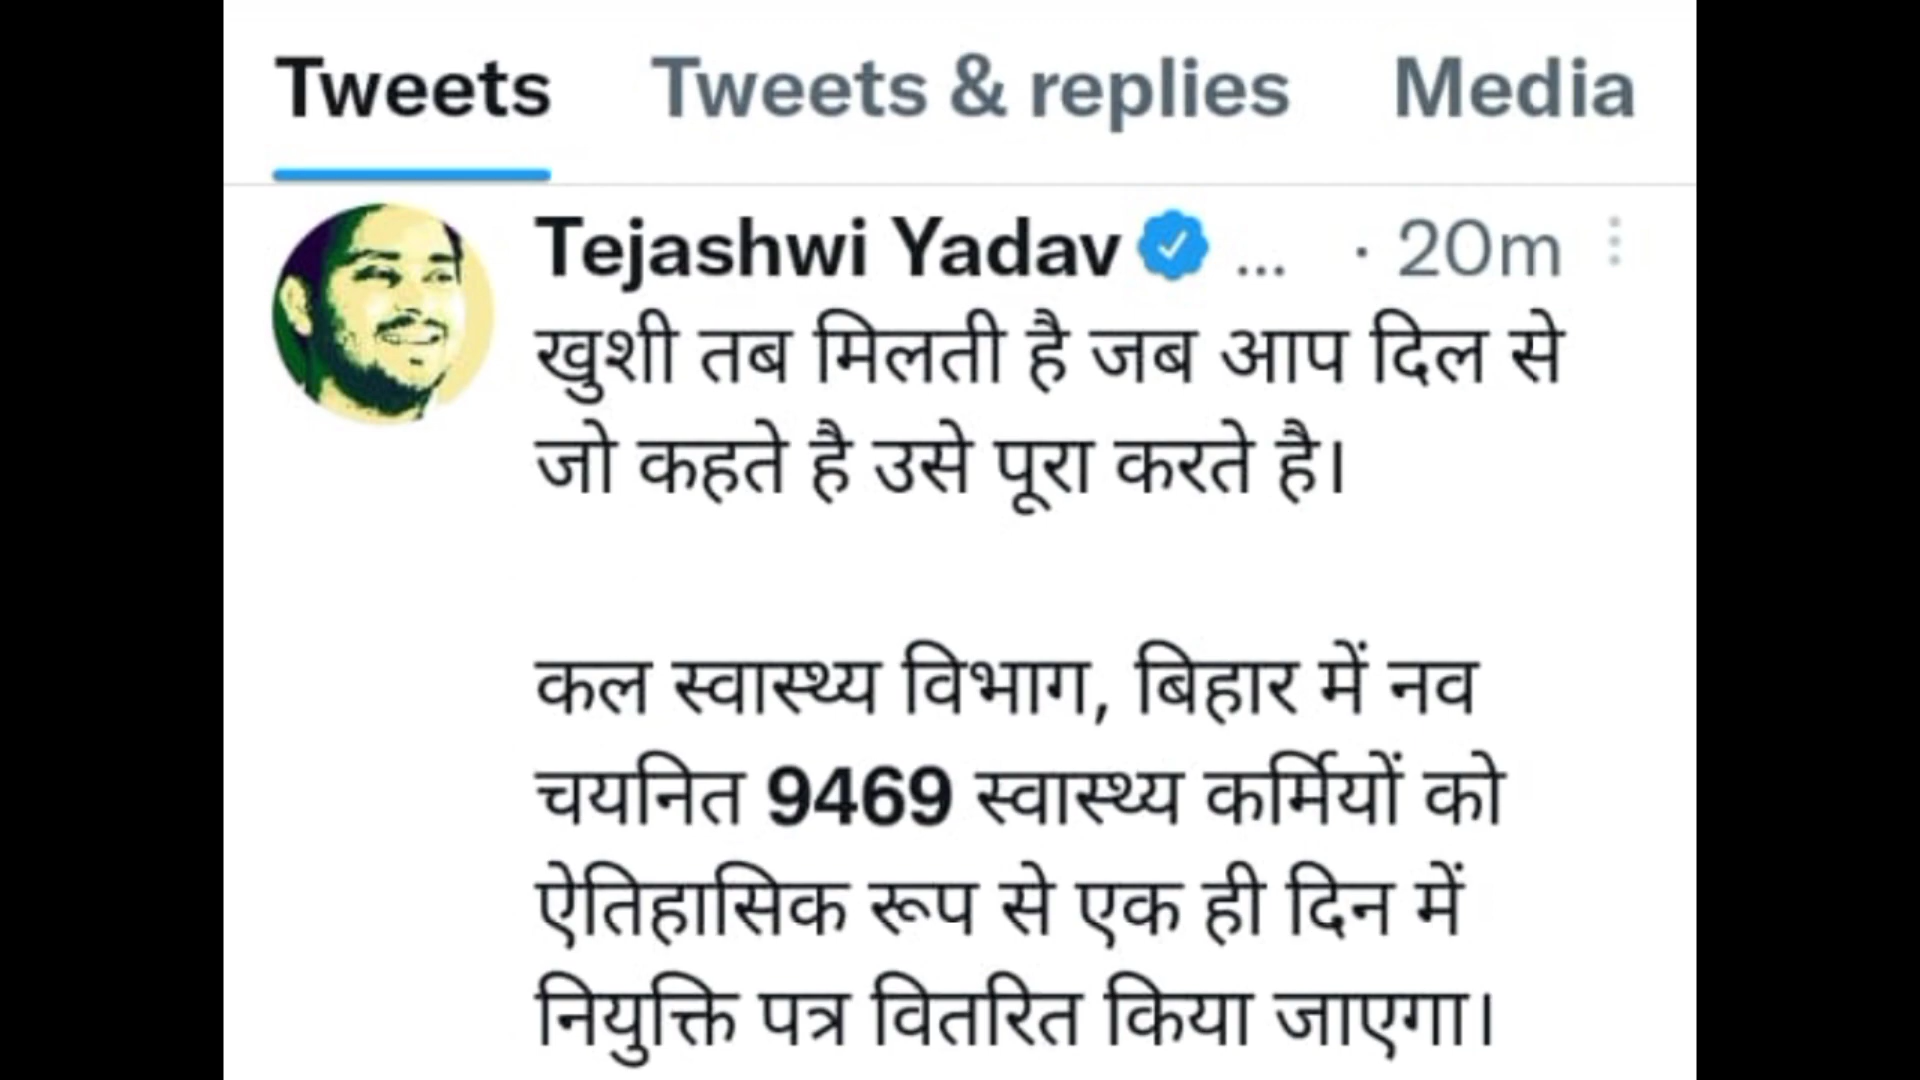 Tweets Tweets & replies Media
Tejashwi Yadav ... · 20m
खुशी तब मिलती है जब आप दिल से
जो कहते है उसे पूरा करते है।
कल स्वास्थ्य विभाग, बिहार में नव
चयनित 9469 स्वास्थ्य कर्मियों को
ऐतिहासिक रूप से एक ही दिन में
नियुक्ति पत्र वितरित किया जाएगा।